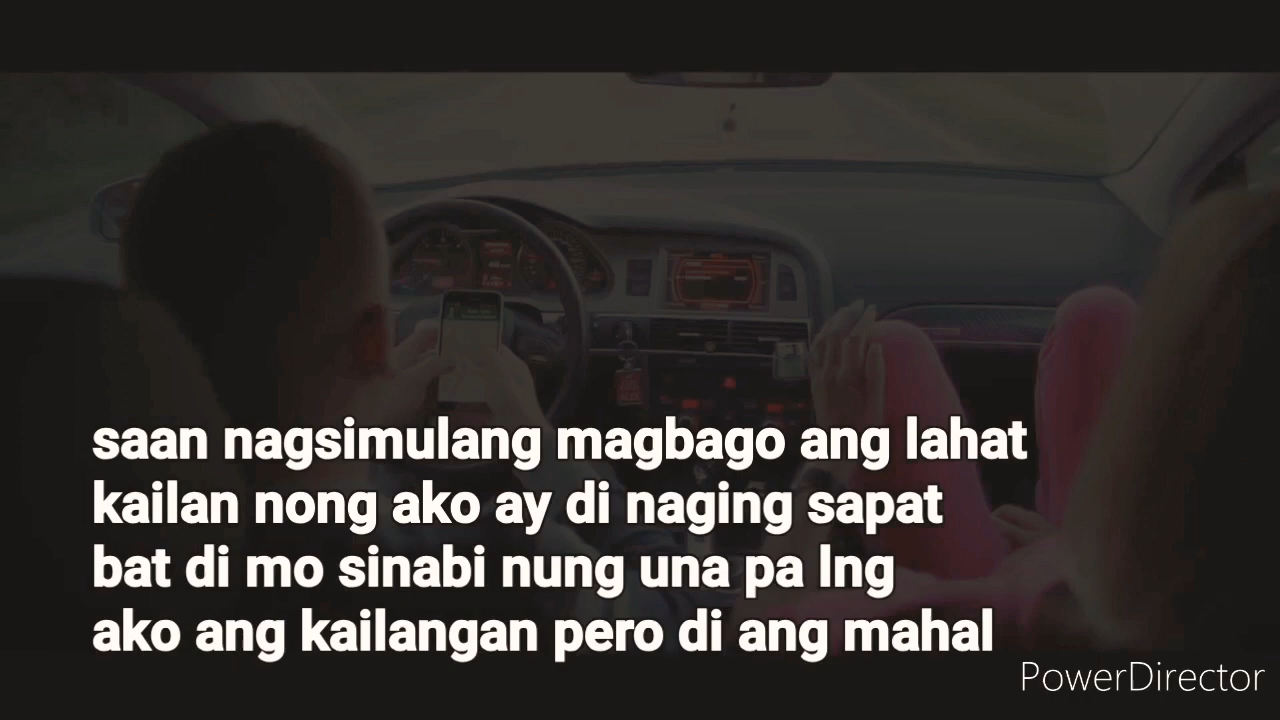 saan nagsimulang magbago ang lahat
kailan nong ako ay di naging sapat
bat di mo sinabi nung una pa lng
ako ang kailangan pero di ang mahal
PowerDirector